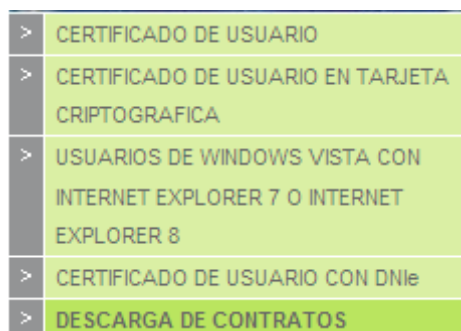 > CERTIFICADO DE USUARIO
> CERTIFICADO DE USUARIO EN TARJETA
CRIPTOGRAFICA
> USUARIOS DE WINDOWS VISTA CON
INTERNET EXPLORER 7 O INTERNET
EXPLORER 8
> CERTIFICADO DE USUARIO CON DNIe
> DESCARGA DE CONTRATOS